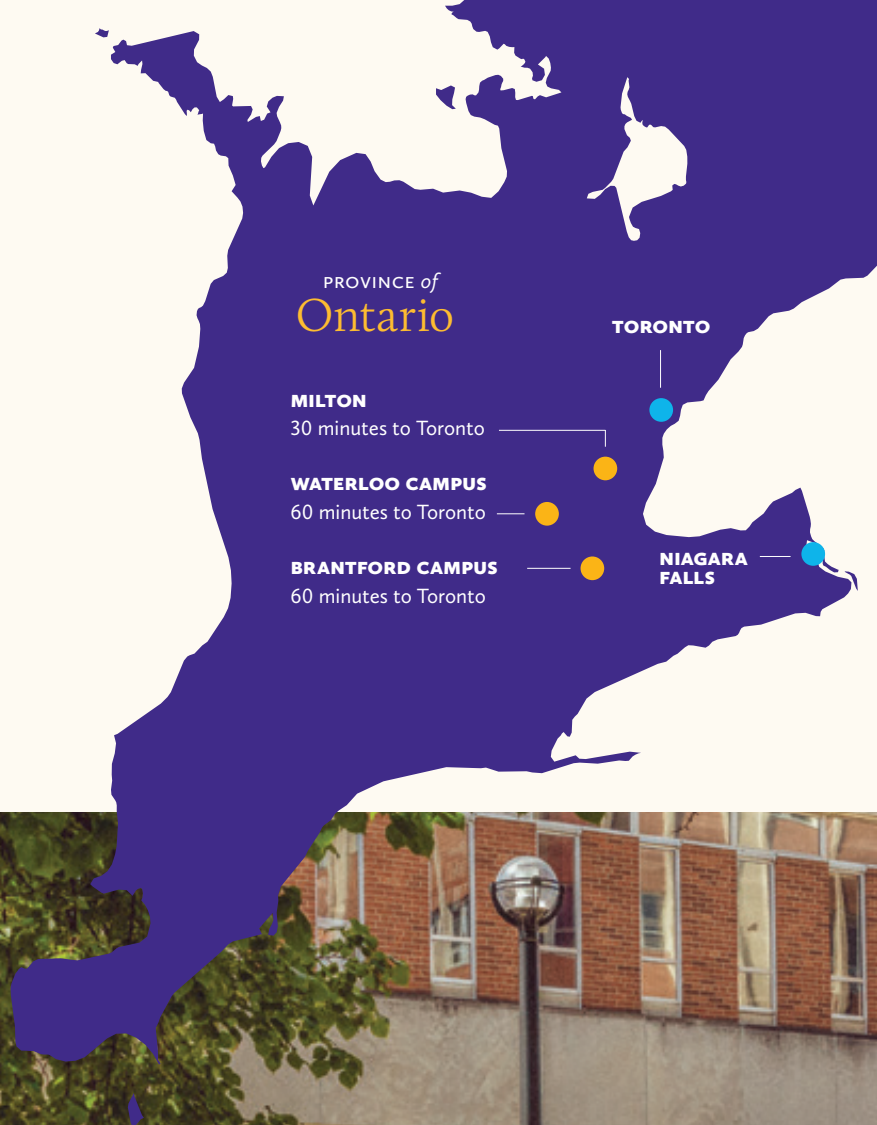 PROVINCE of
Ontario
TORONTO
MILTON
30 minutes to Toronto
WATERLOO CAMPUS
60 minutes to Toronto
BRANTFORD CAMPUS
60 minutes to Toronto
NIAGARA
FALLS